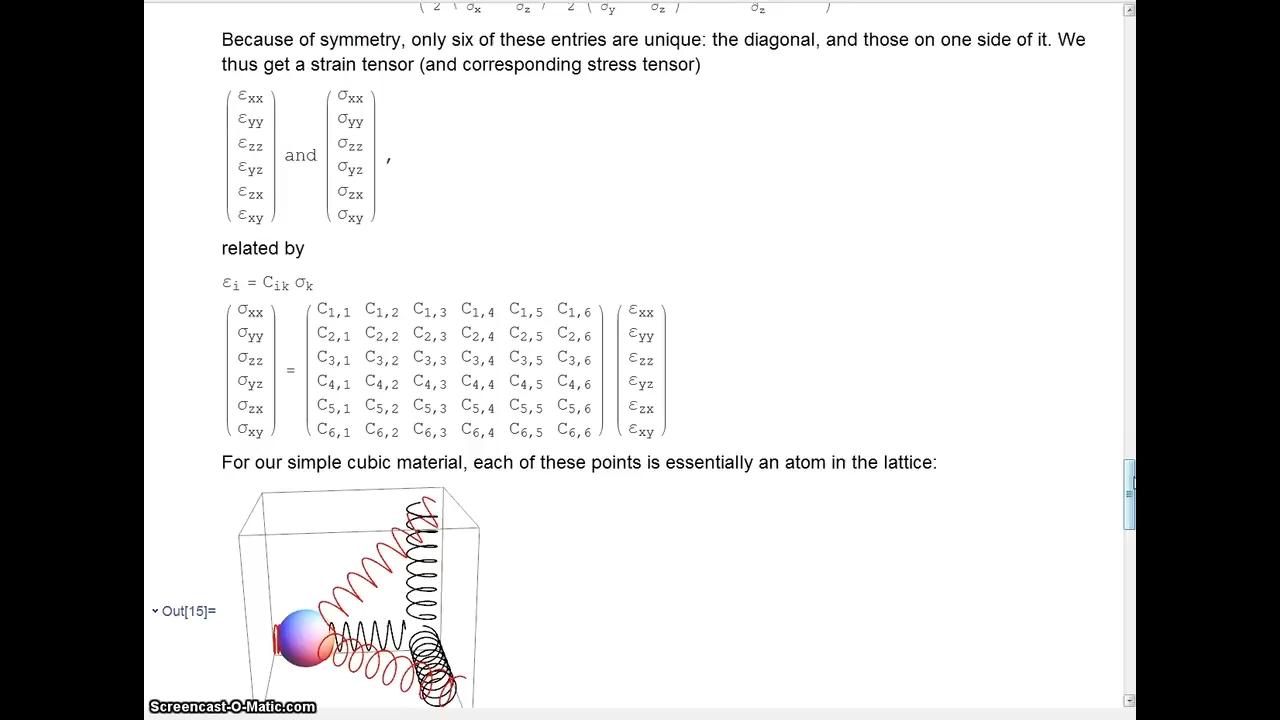 2 σx σz 2 σy σz σz
Because of symmetry, only six of these entries are unique: the diagonal, and those on one side of it. We
thus get a strain tensor (and corresponding stress tensor)
εxx σxx
εyy σyy
εzz σzz
and ,
εyz σyz
εzx σzx
εxy σxy
related by
εi = Cik σk
σxx C1,1 C1,2 C1,3 C1,4 C1,5 C1,6 εxx
σyy C2,1 C2,2 C2,3 C2,4 C2,5 C2,6 εyy
σzz C3,1 C3,2 C3,3 C3,4 C3,5 C3,6 εzz
=
σyz C4,1 C4,2 C4,3 C4,4 C4,5 C4,6 εyz
σzx C5,1 C5,2 C5,3 C5,4 C5,5 C5,6 εzx
σxy C6,1 C6,2 C6,3 C6,4 C6,5 C6,6 εxy
For our simple cubic material, each of these points is essentially an atom in the lattice:
Out[15]=
Screencast-O-Matic.com